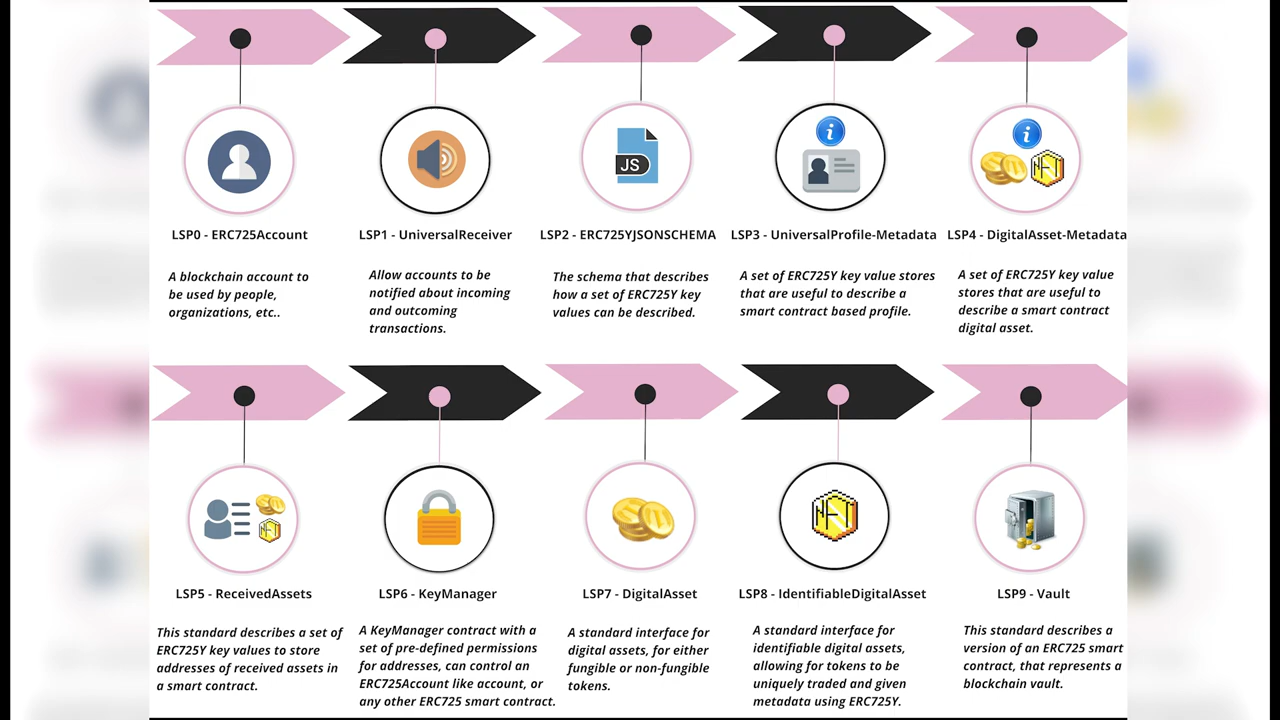 JS
LSP0 - ERC725Account
LSP1 - UniversalReceiver
LSP2 - ERC725YJSONSCHEMA
LSP3 - UniversalProfile-Metadata
LSP4 - DigitalAsset-Metadata
A blockchain account to
be used by people,
organizations, etc..
Allow accounts to be
notified about incoming
and outcoming
transactions.
The schema that describes
how a set of ERC725Y key
values can be described.
A set of ERC725Y key value stores
that are useful to describe a
smart contract based profile.
A set of ERC725Y key value
stores that are useful to
describe a smart contract
digital asset.
LSP5 - ReceivedAssets
LSP6 - KeyManager
LSP7 - DigitalAsset
LSP8 - IdentifiableDigitalAsset
LSP9 - Vault
This standard describes a set of
ERC725Y key values to store
addresses of received assets in
a smart contract.
A KeyManager contract with a
set of pre-defined permissions
for addresses, can control an
ERC725Account like account, or
any other ERC725 smart contract.
A standard interface for
digital assets, for either
fungible or non-fungible
tokens.
A standard interface for
identifiable digital assets,
allowing for tokens to be
uniquely traded and given
metadata using ERC725Y.
This standard describes a
version of an ERC725 smart
contract, that represents a
blockchain vault.